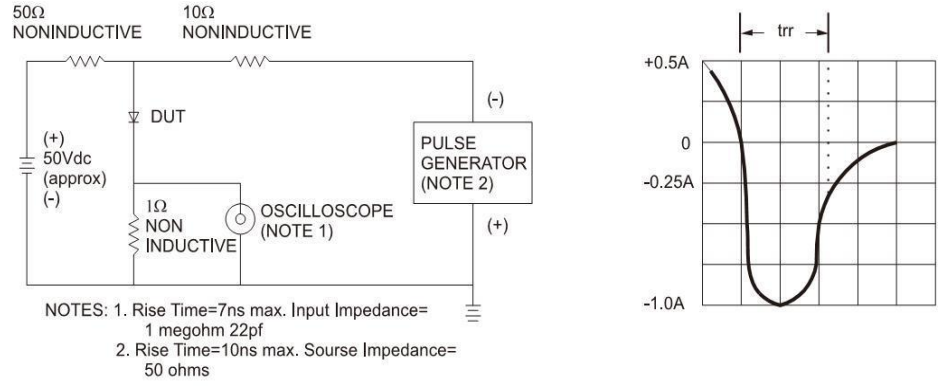 50Ω
NONINDUCTIVE
10Ω
NONINDUCTIVE
DUT
(+)
50Vdc
(approx)
(-)
1Ω
NON
INDUCTIVE
OSCILLOSCOPE
(NOTE 1)
(-)
PULSE
GENERATOR
(NOTE 2)
(+)
NOTES: 1. Rise Time=7ns max. Input Impedance=
1 megohm 22pf
2. Rise Time=10ns max. Sourse Impedance=
50 ohms
trr
+0.5A
0
-0.25A
-1.0A